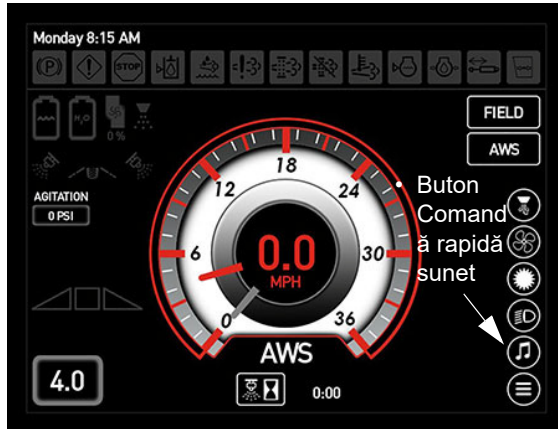 Monday 8:15 AM
(P)
STOP
H₂O
0 %
FIELD
AWS
AGITATION
0 PSI
18
12
24
6
30
0
36
0.0
MPH
Buton
Comand
ă rapidă
sunet
AWS
4.0
0:00